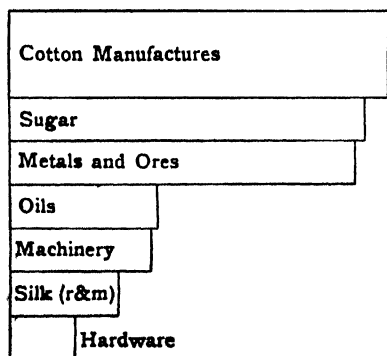 Cotton Manufactures
Sugar
Metals and Ores
Oils
Machinery
Silk (r&m)
Hardware